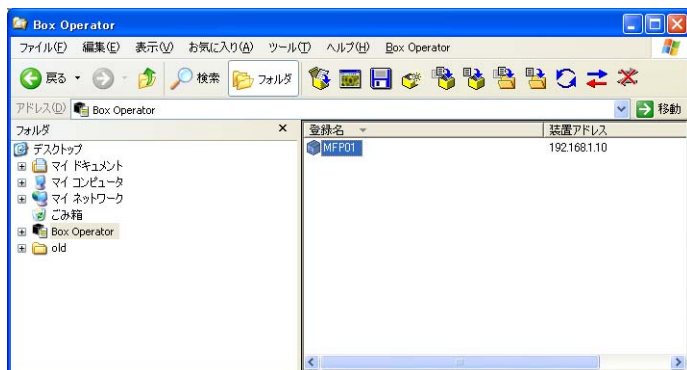 Box Operator
ファイル(F) 編集(E) 表示(V) お気に入り(A) ツール(T) ヘルプ(H) Box Operator
戻る 検索 フォルダ
アドレス(D) Box Operator 移動
フォルダ × 登録名 装置アドレス
デスクトップ MFP01 192.168.1.10
マイ ドキュメント
マイ コンピュータ
マイ ネットワーク
ごみ箱
Box Operator
old